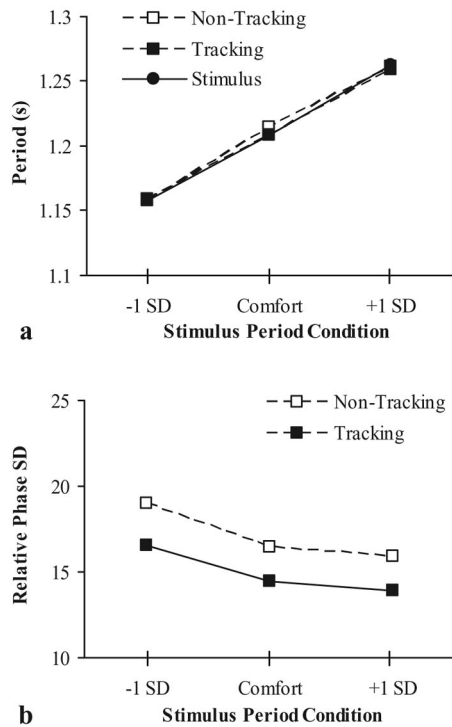 1.3
Non-Tracking
Tracking
Stimulus
1.25
1.2
1.15
1.1
Period (s)
-1 SD Comfort +1 SD
a Stimulus Period Condition
25
Non-Tracking
Tracking
20
15
10
Relative Phase SD
-1 SD Comfort +1 SD
b Stimulus Period Condition